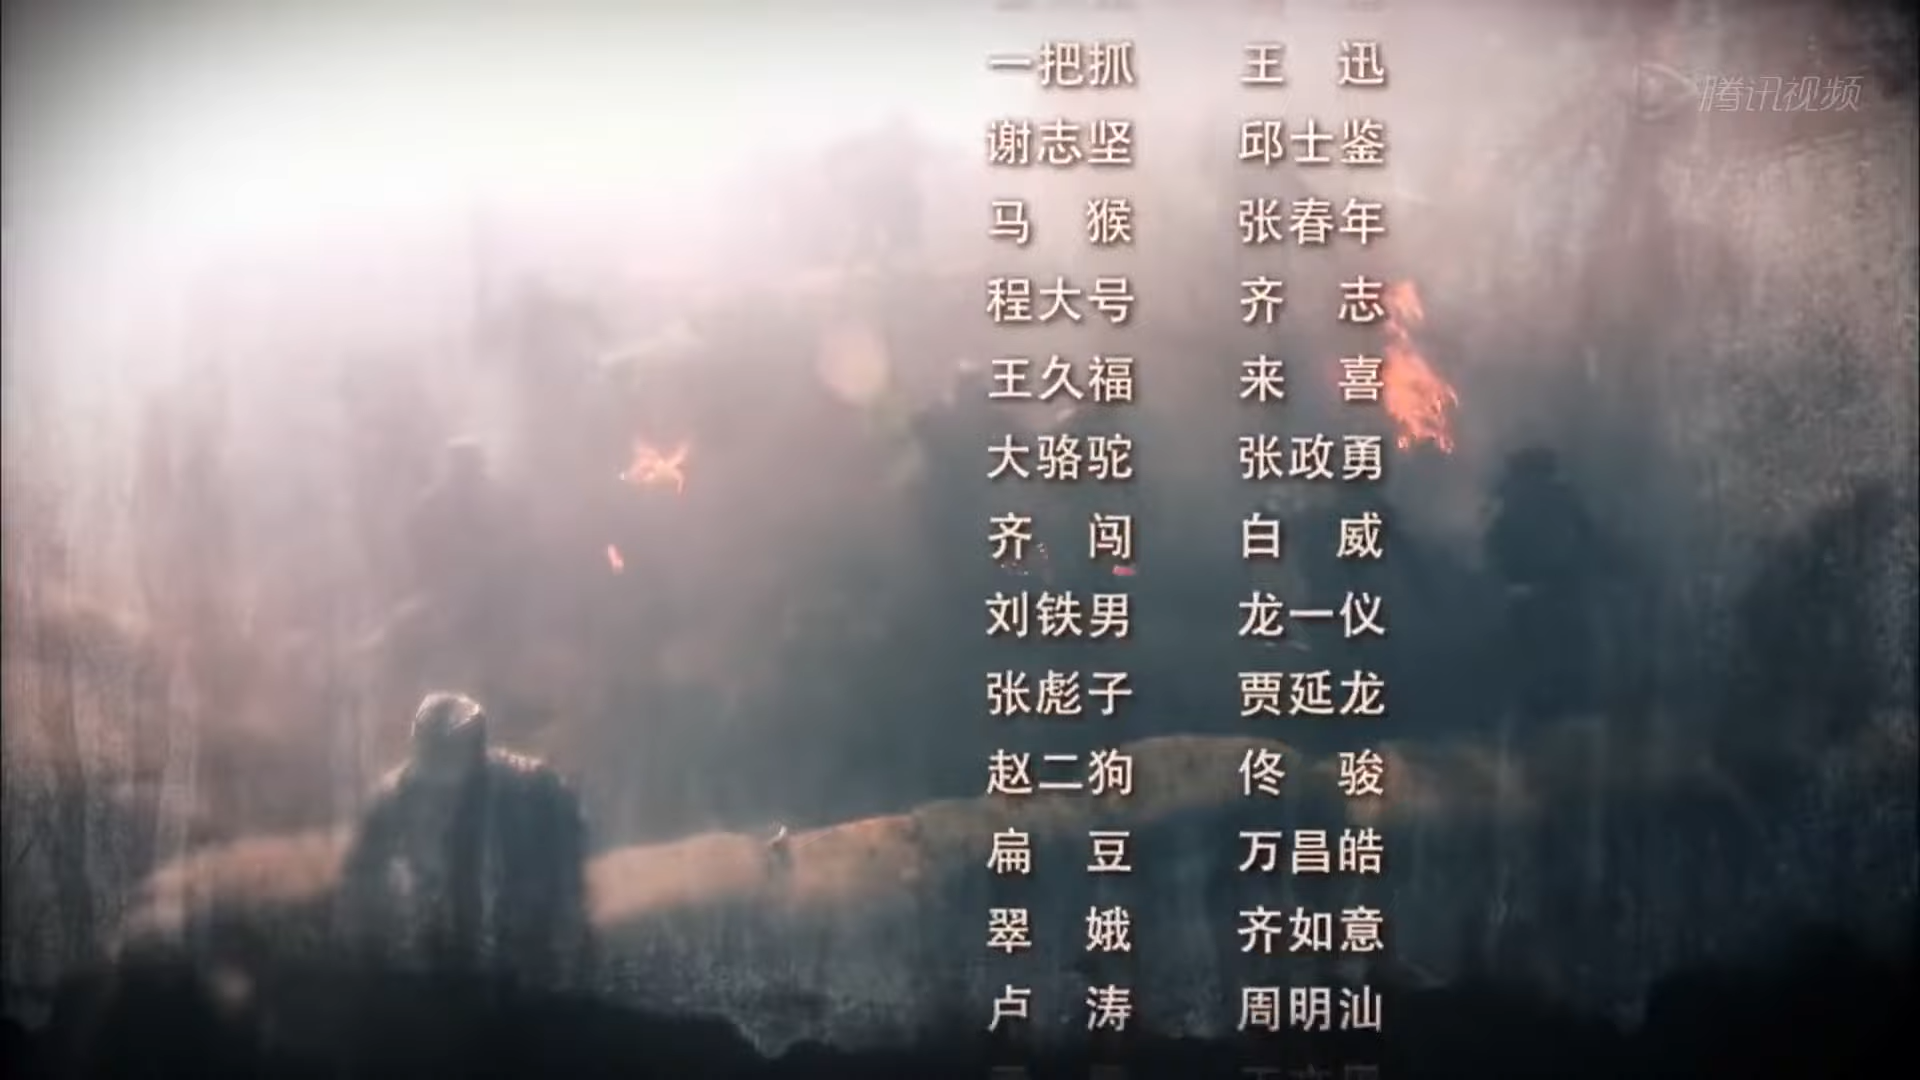 腾讯视频
一把抓 王迅
谢志坚 邱士鉴
马猴 张春年
程大号 齐志
王久福 来喜
大骆驼 张政勇
齐闯 白威
刘铁男 龙一仪
张彪子 贾延龙
赵二狗 佟骏
扁豆 万昌皓
翠娥 齐如意
卢涛 周明汕